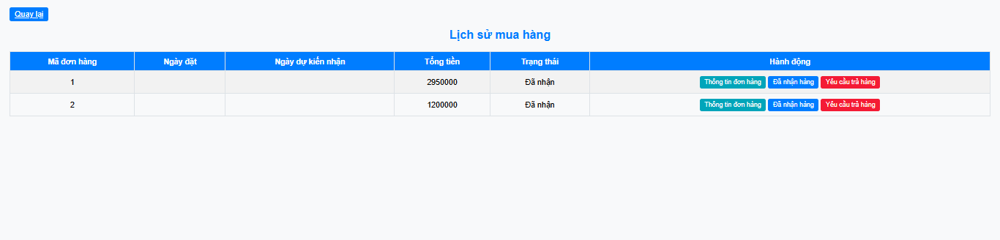 Quay lại
Lịch sử mua hàng
Mã đơn hàng Ngày đặt Ngày dự kiến nhận Tổng tiền Trạng thái Hành động
1 2950000 Đã nhận Thông tin đơn hàng Đã nhận hàng Yêu cầu trả hàng
2 1200000 Đã nhận Thông tin đơn hàng Đã nhận hàng Yêu cầu trả hàng